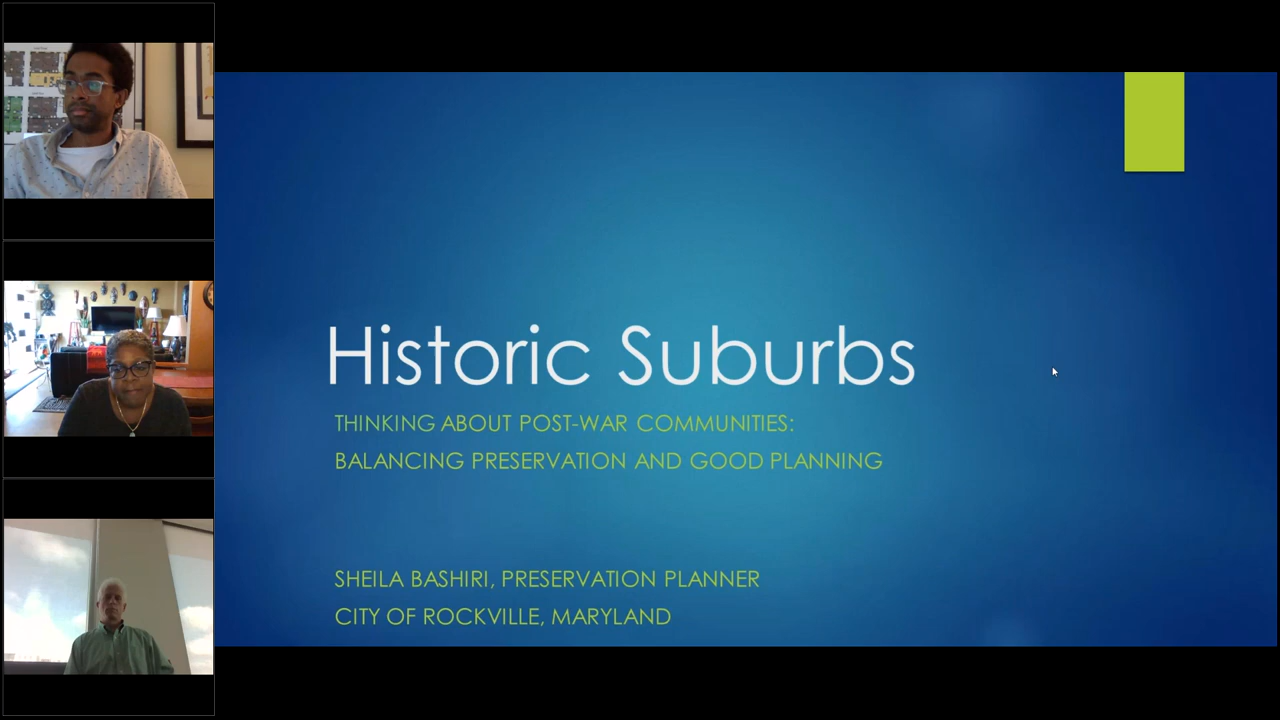 Historic Suburbs
THINKING ABOUT POST-WAR COMMUNITIES:
BALANCING PRESERVATION AND GOOD PLANNING
SHEILA BASHIRI, PRESERVATION PLANNER
CITY OF ROCKVILLE, MARYLAND